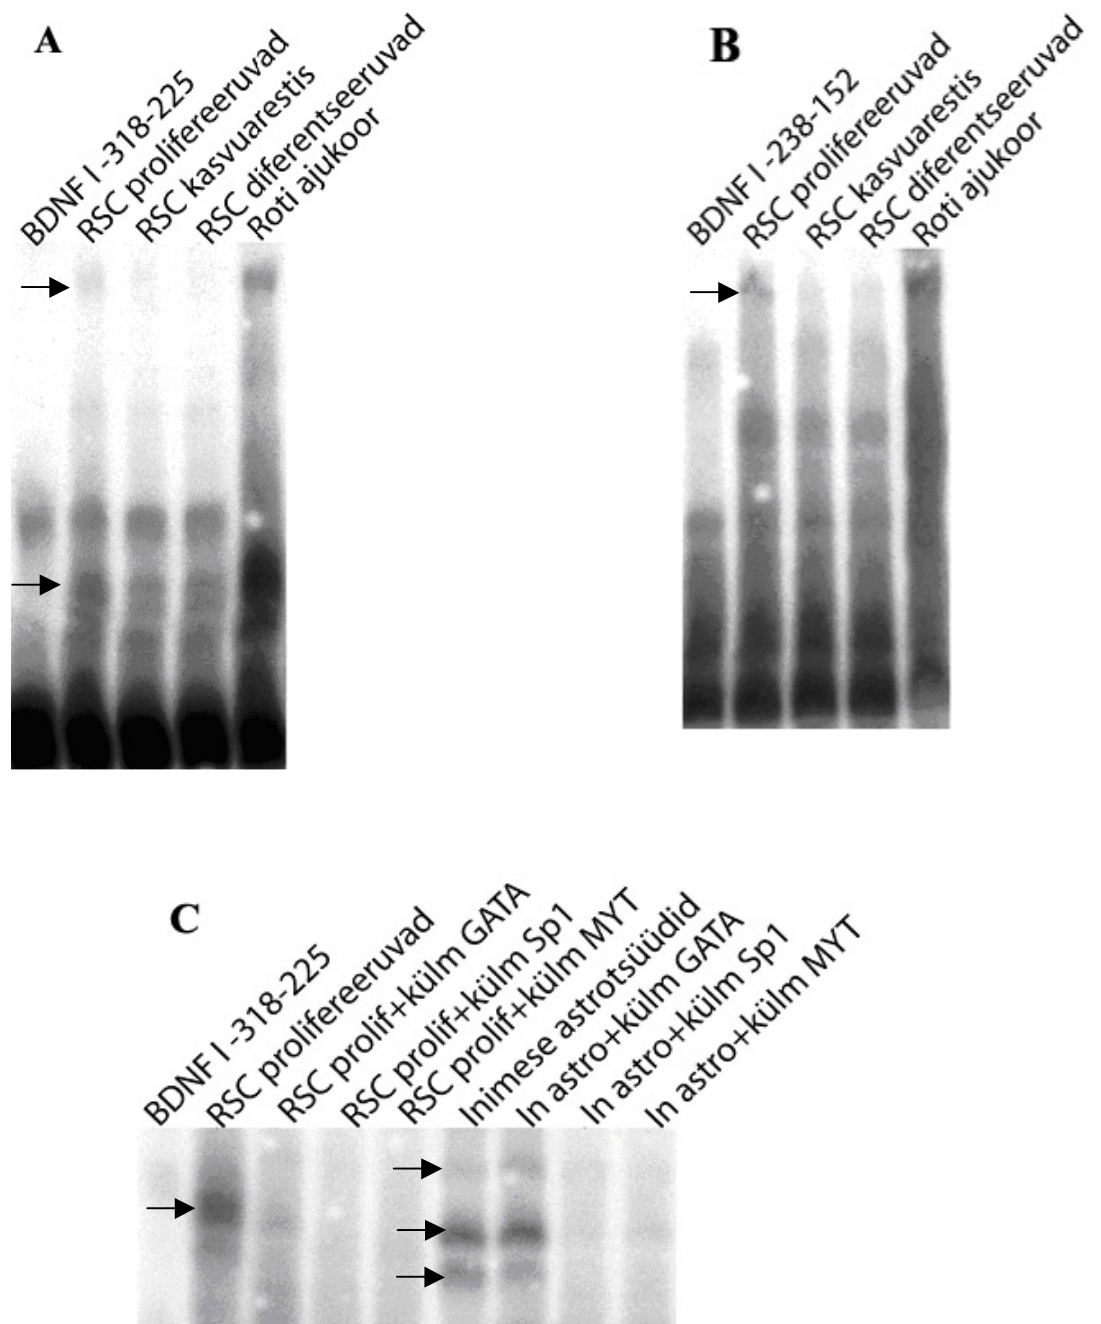 A
BDNF I -318-225
RSC prolifereeruvad
RSC kasvuarestis
RSC diferentseeruvad
Roti ajukoor
B
BDNF I -238-152
RSC prolifereeruvad
RSC kasvuarestis
RSC diferentseeruvad
Roti ajukoor
C
BDNF I -318-225
RSC prolifereeruvad
RSC prolif+külm GATA
RSC prolif+külm Sp1
RSC prolif+külm MYT
Inimese astrotsüüdid
In astro+külm GATA
In astro+külm Sp1
In astro+külm MYT